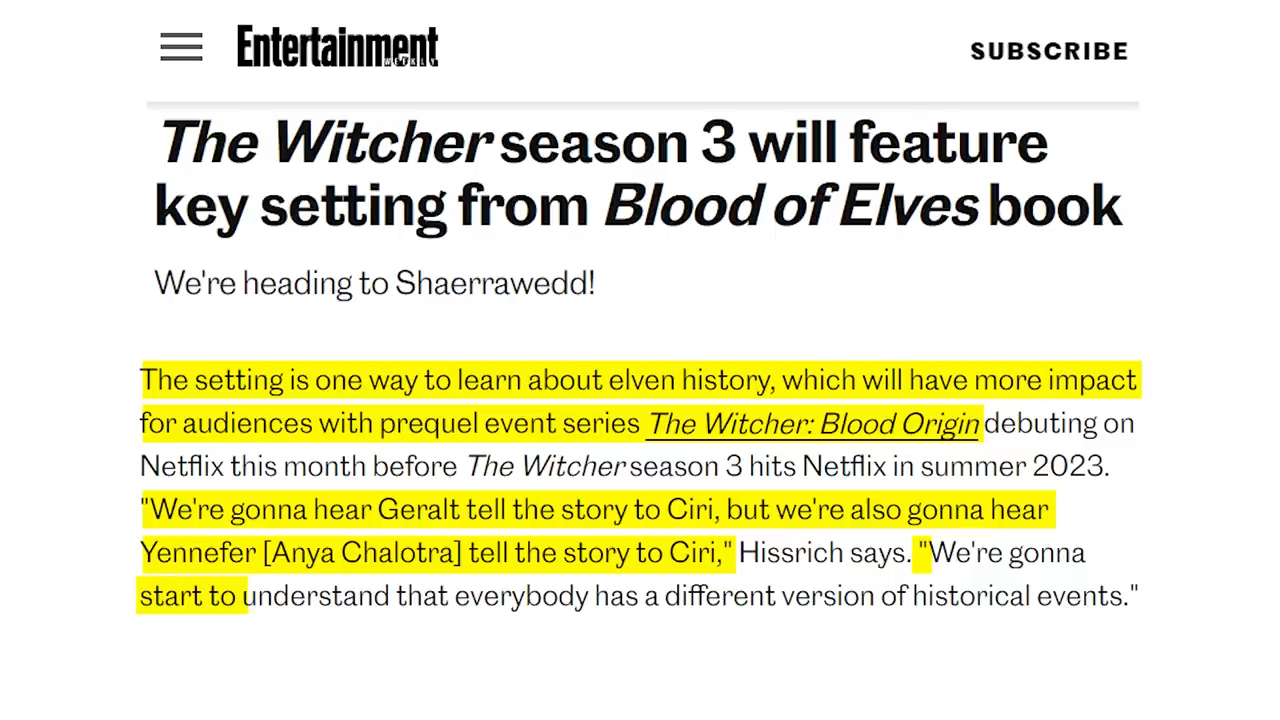 Entertainment WEEKLY
SUBSCRIBE
The Witcher season 3 will feature
key setting from Blood of Elves book
We're heading to Shaerrawedd!
The setting is one way to learn about elven history, which will have more impact
for audiences with prequel event series The Witcher: Blood Origin debuting on
Netflix this month before The Witcher season 3 hits Netflix in summer 2023.
"We're gonna hear Geralt tell the story to Ciri, but we're also gonna hear
Yennefer [Anya Chalotra] tell the story to Ciri," Hissrich says. "We're gonna
start to understand that everybody has a different version of historical events."